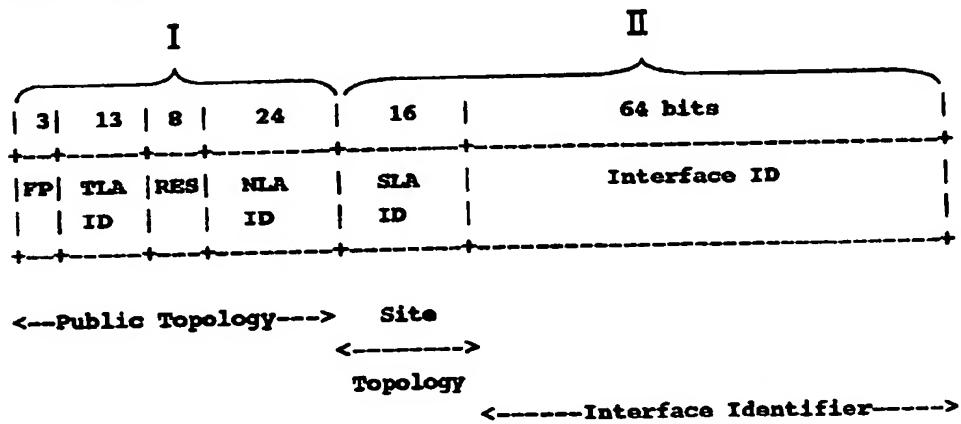 I II
| 3| 13 | 8 | 24 | 16 | 64 bits |
+--+-----+---+--------+--------+--------------------------------+
|FP| TLA |RES| NLA | SLA | Interface ID |
| | ID | | ID | ID | |
+--+-----+---+--------+--------+--------------------------------+
<--Public Topology---> Site
<-------->
Topology
<------Interface Identifier----->